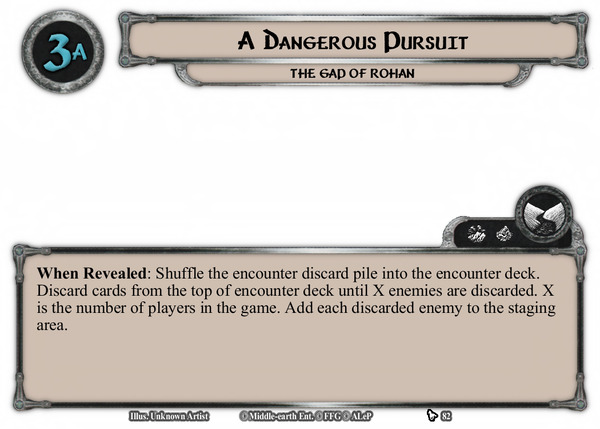 3A
A Dangerous Pursuit
The Gap of Rohan
When Revealed: Shuffle the encounter discard pile into the encounter deck.
Discard cards from the top of encounter deck until X enemies are discarded. X
is the number of players in the game. Add each discarded enemy to the staging
area.
Illus. Unknown Artist © Middle-earth Ent. © FFG © ALeP 82